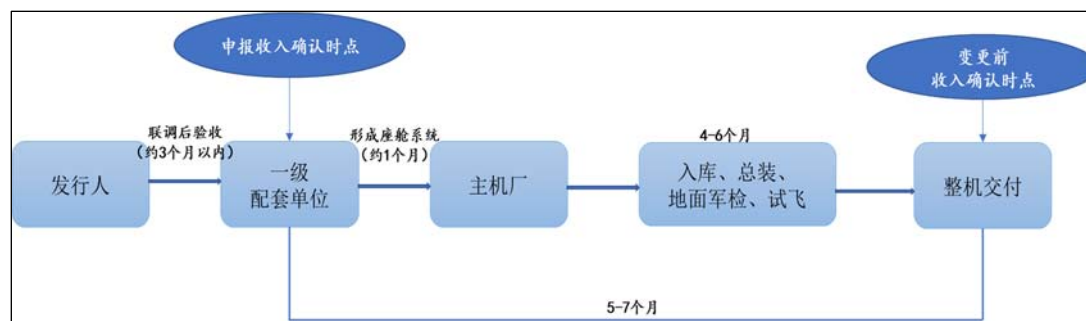 申报收入确认时点
变更前
收入确认时点
联调后验收
（约3个月以内）
形成座舱系统
（约1个月）
4-6个月
发行人
一级
配套单位
主机厂
入库、总装、
地面军检、试飞
整机交付
5-7个月